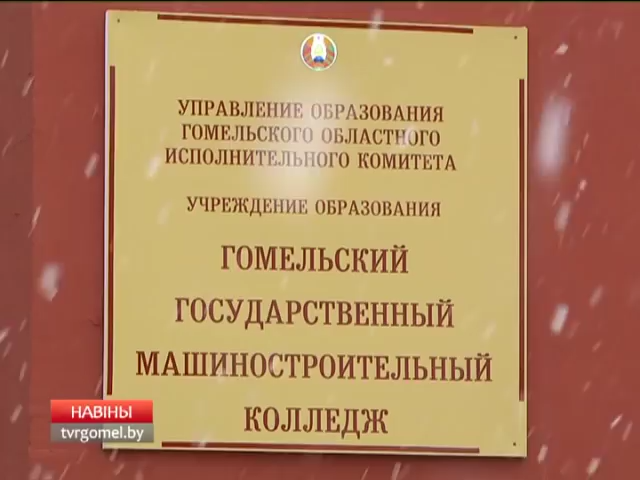 УПРАВЛЕНИЕ ОБРАЗОВАНИЯ
ГОМЕЛЬСКОГО ОБЛАСТНОГО
ИСПОЛНИТЕЛЬНОГО КОМИТЕТА
УЧРЕЖДЕНИЕ ОБРАЗОВАНИЯ
ГОМЕЛЬСКИЙ
ГОСУДАРСТВЕННЫЙ
МАШИНОСТРОИТЕЛЬНЫЙ
КОЛЛЕДЖ
НАВІНЫ
tvrgomel.by